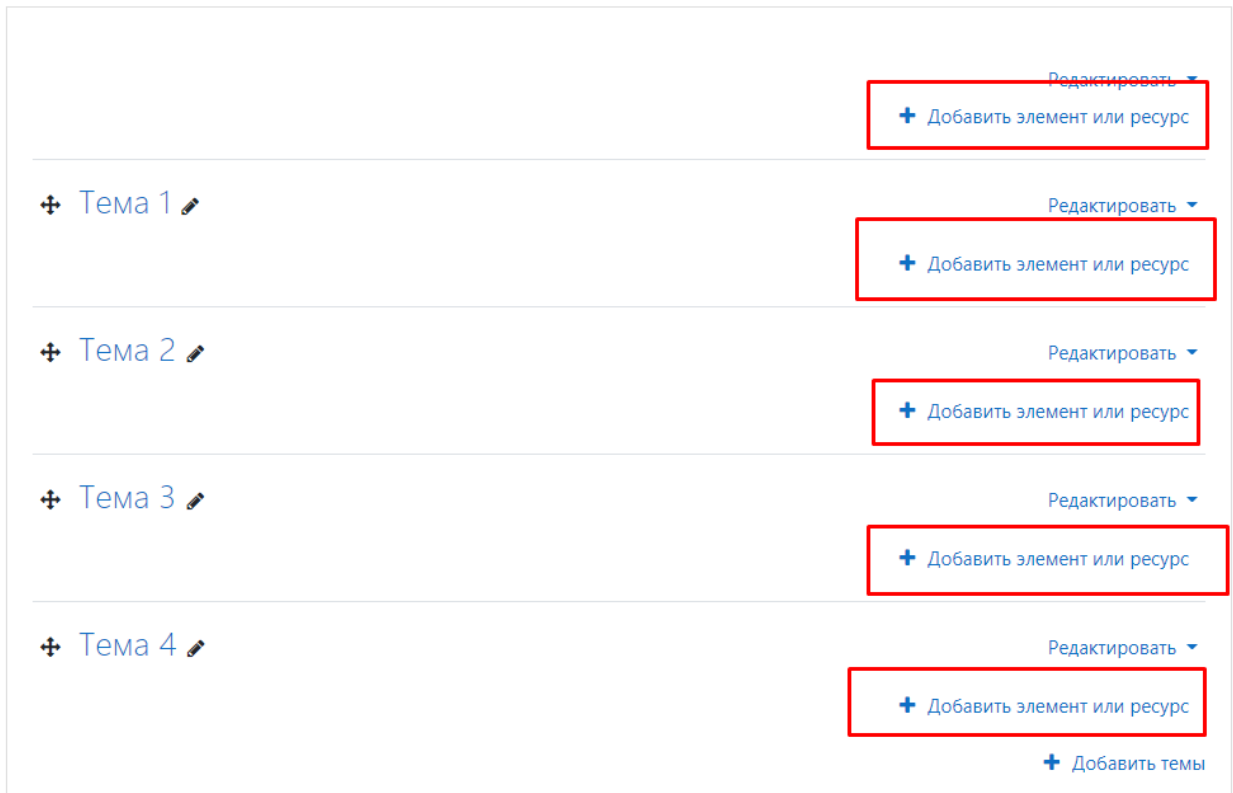 Редактировать
Добавить элемент или ресурс
Тема 1
Редактировать
Добавить элемент или ресурс
Тема 2
Редактировать
Добавить элемент или ресурс
Тема 3
Редактировать
Добавить элемент или ресурс
Тема 4
Редактировать
Добавить элемент или ресурс
Добавить темы